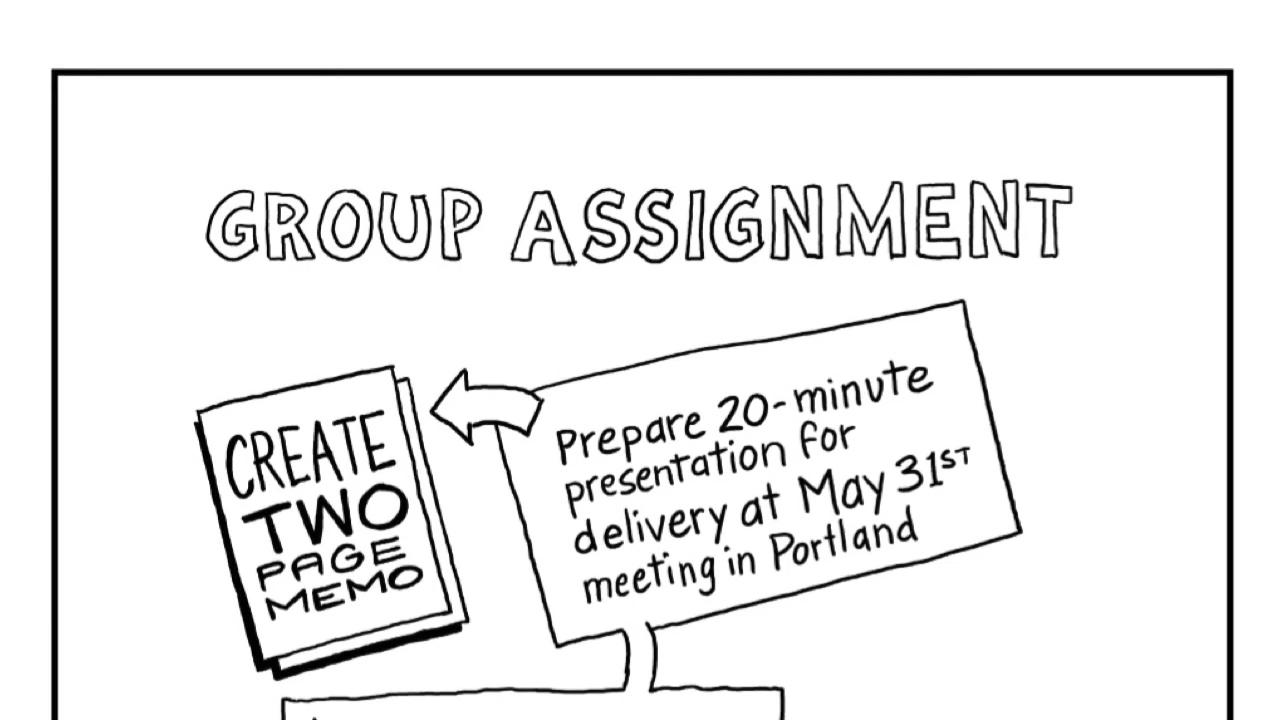 GROUP ASSIGNMENT
CREATE
TWO
PAGE
MEMO
Prepare 20-minute
presentation for
delivery at May 31ST
meeting in Portland